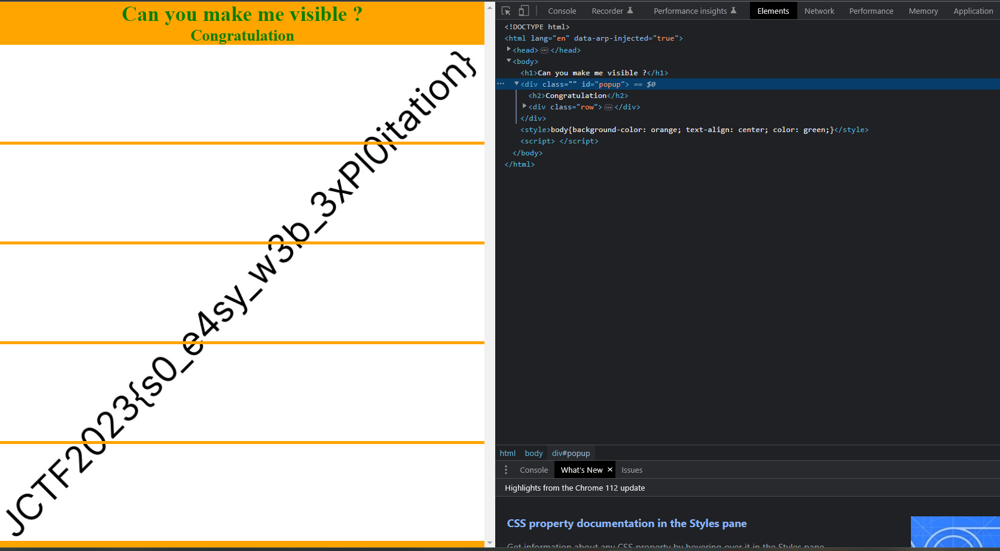 Can you make me visible ?
Congratulation
JCTF2023{s0_e4sy_w3b_3xPl0itation}
Console Recorder Performance insights Elements Network Performance Memory Application
<!DOCTYPE html>
<html lang="en" data-arp-injected="true">
<head> … </head>
<body>
<h1>Can you make me visible ?</h1>
… <div class="" id="popup"> == $0
<h2>Congratulation</h2>
<div class="row"> … </div>
</div>
<style>body{background-color: orange; text-align: center; color: green;}</style>
<script> </script>
</body>
</html>
html body div#popup
Console What's New × Issues
Highlights from the Chrome 112 update
CSS property documentation in the Styles pane
Get information about any CSS property by hovering over it in the Styles pane